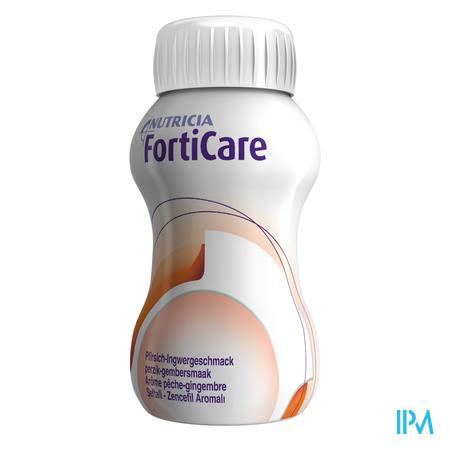 NUTRICIA
FortiCare
Pfirsich-Ingwergeschmack
perzik-gembersmaak
Arôme pêche-gingembre
Şeftali - Zencefil Aromalı
IPM